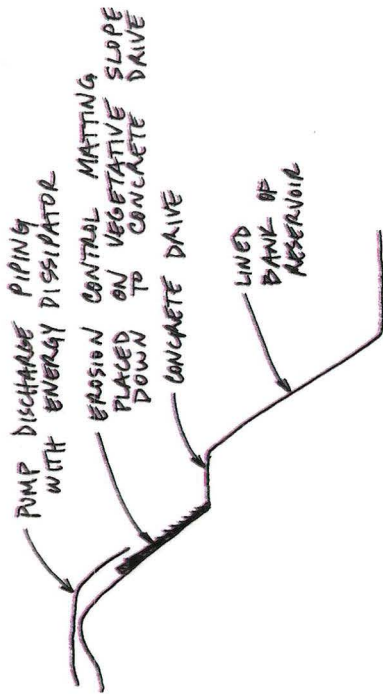 PUMP DISCHARGE PIPING
WITH ENERGY DISSIPATOR
EROSION CONTROL MATTING
PLACED ON VEGETATIVE SLOPE
DOWN TO CONCRETE DRIVE
CONCRETE DRIVE
LINED
BANK OF
RESERVOIR